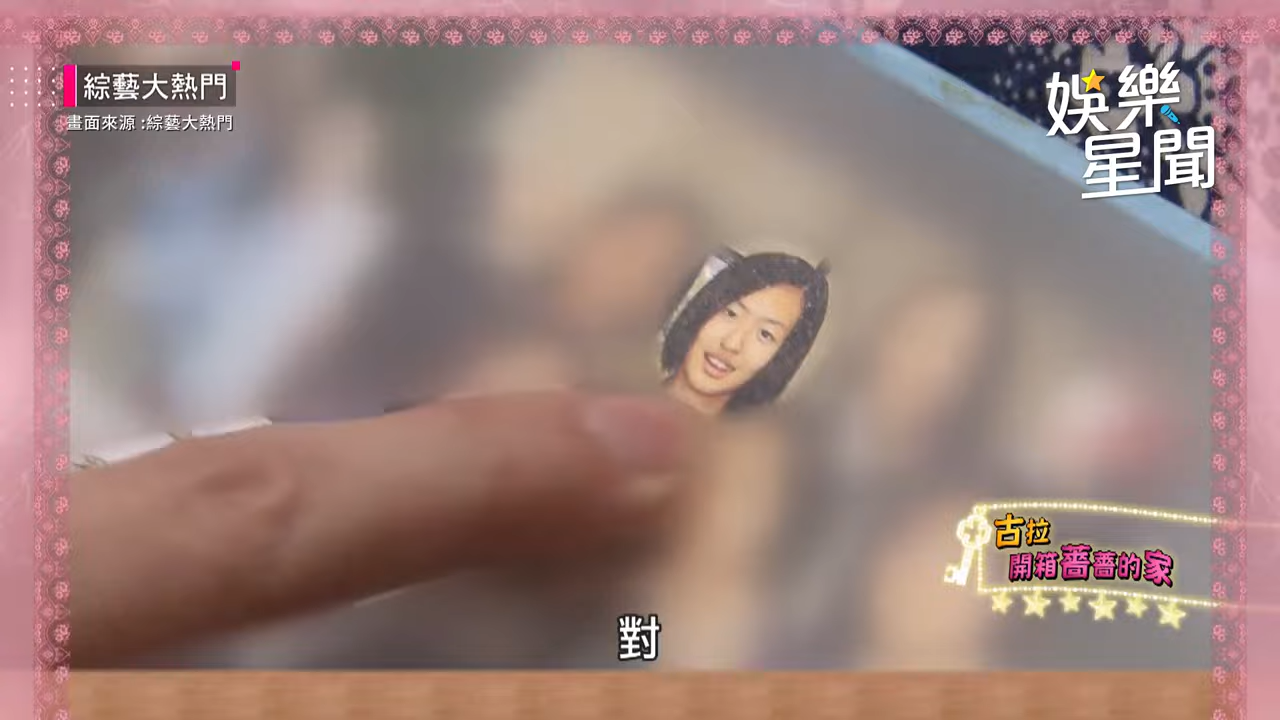 綜藝大熱門
畫面來源 :綜藝大熱門
娛樂
星聞
古拉
開箱薔薔的家
對